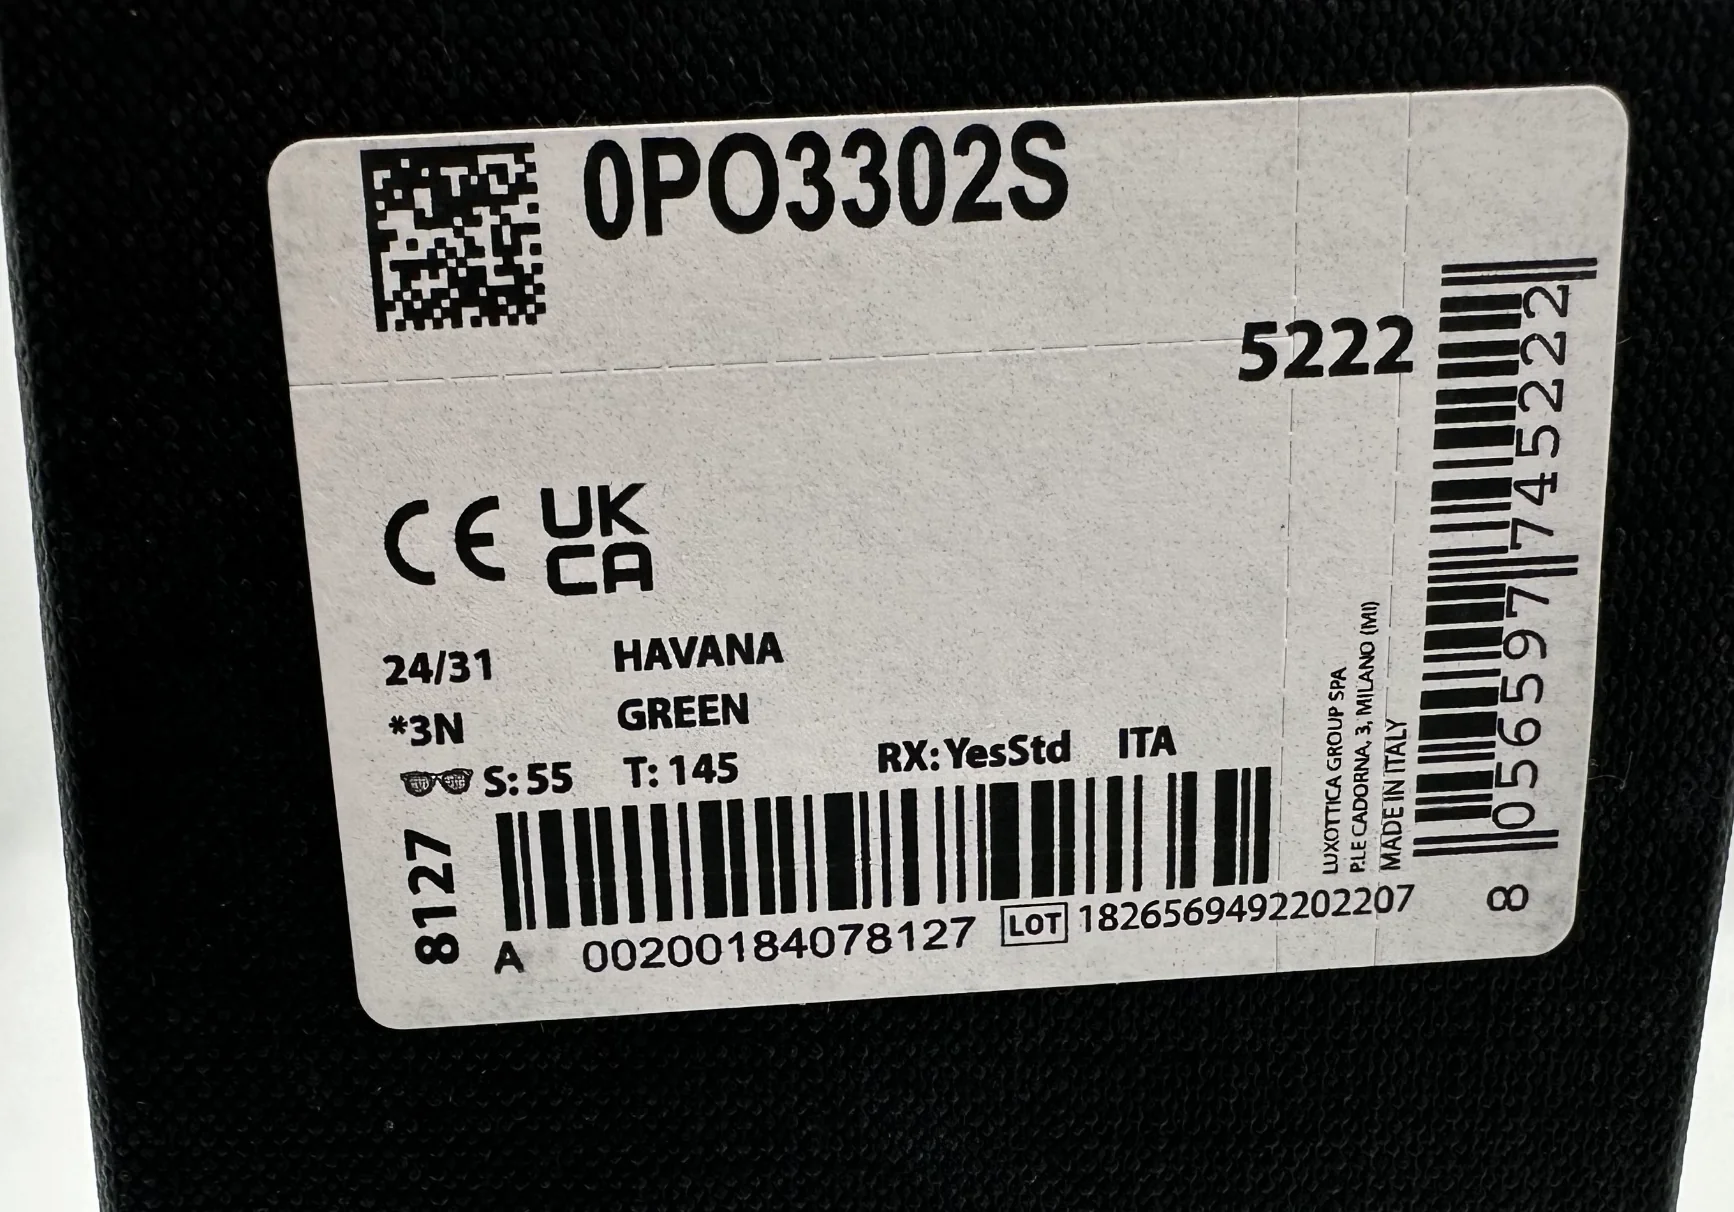 0PO3302S
5222
CE
UK
CA
24/31 HAVANA
*3N GREEN
S: 55 T: 145 RX: YesStd ITA
8127
A 00200184078127 LOT 1826569492202207
LUXOTTICA GROUP SPA
P.LE CADORNA, 3, MILANO (MI)
MADE IN ITALY
8 056597 745222